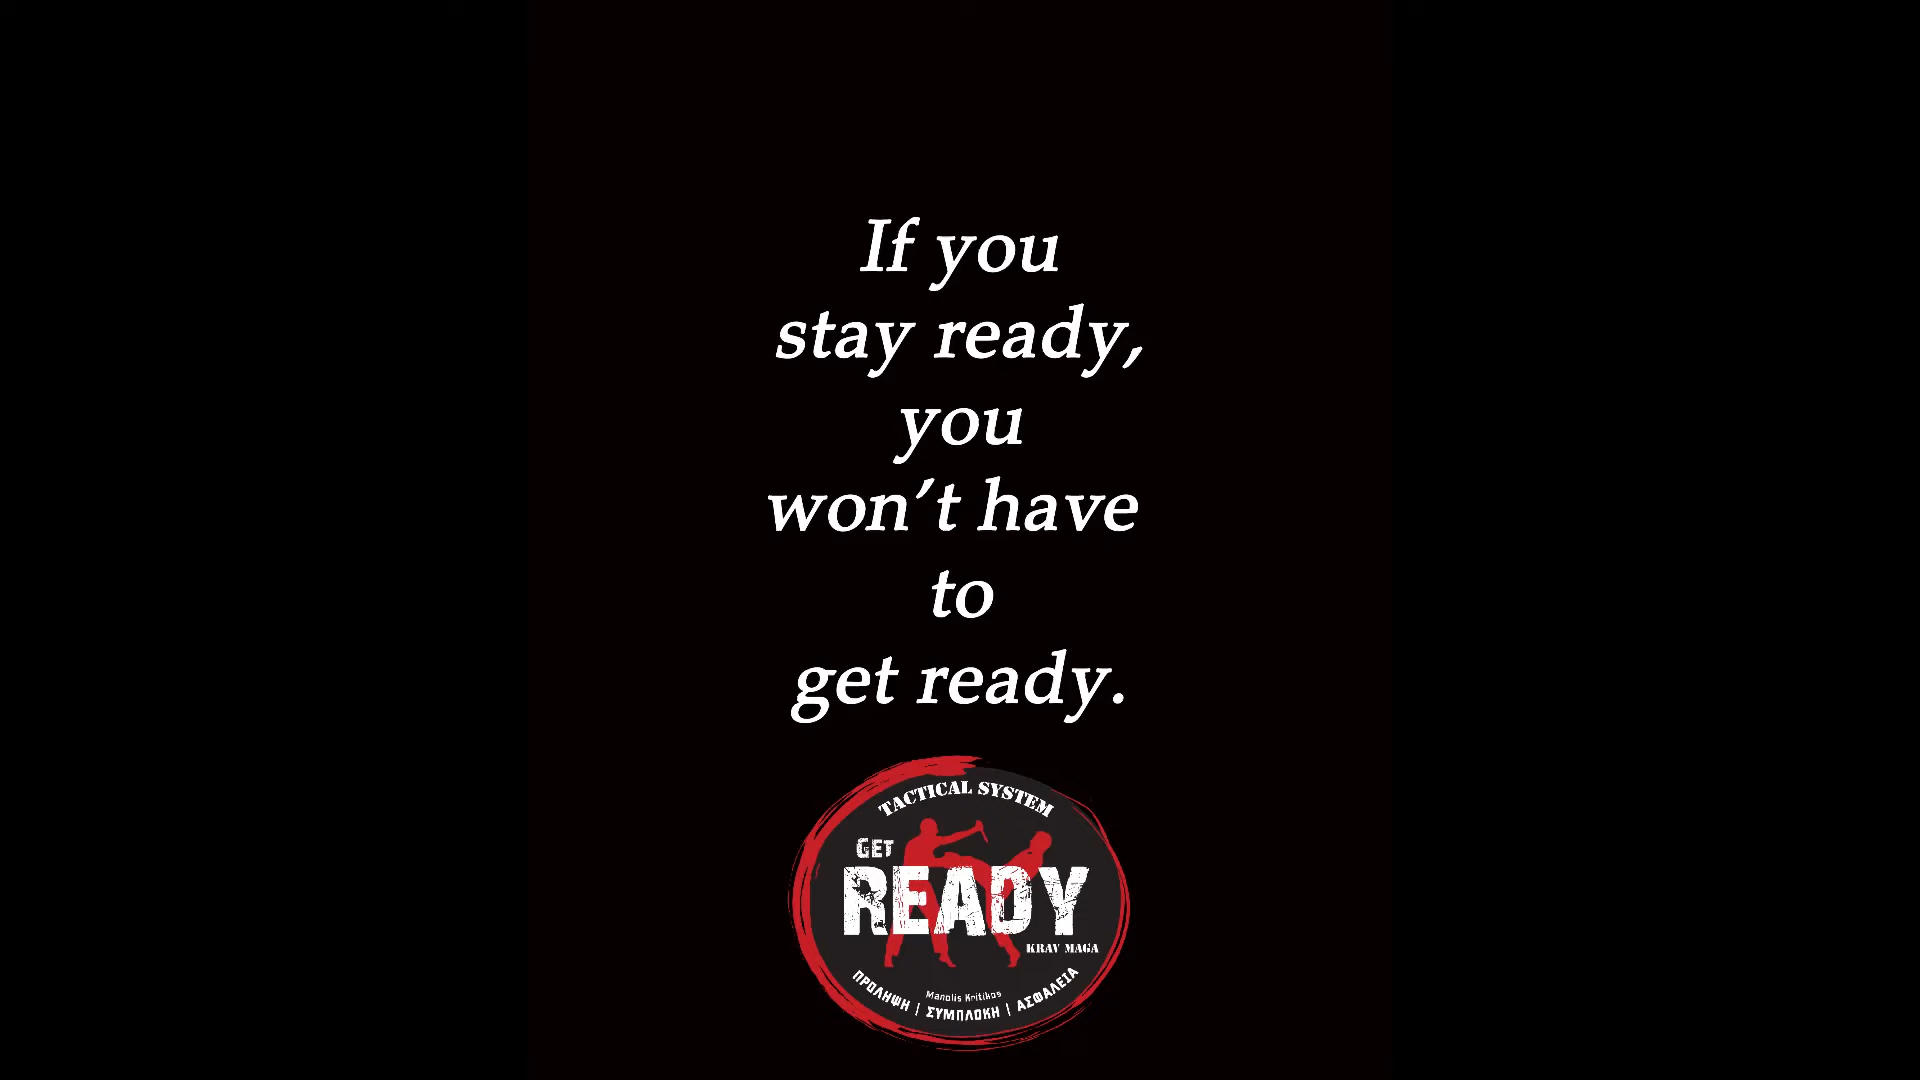 If you
stay ready,
you
won’t have
to
get ready.
TACTICAL SYSTEM
GET
READY
KRAV MAGA
Manolis Kritikos
ΠΡΟΛΗΨΗ | ΣΥΜΠΛΟΚΗ | ΑΣΦΑΛΕΙΑ